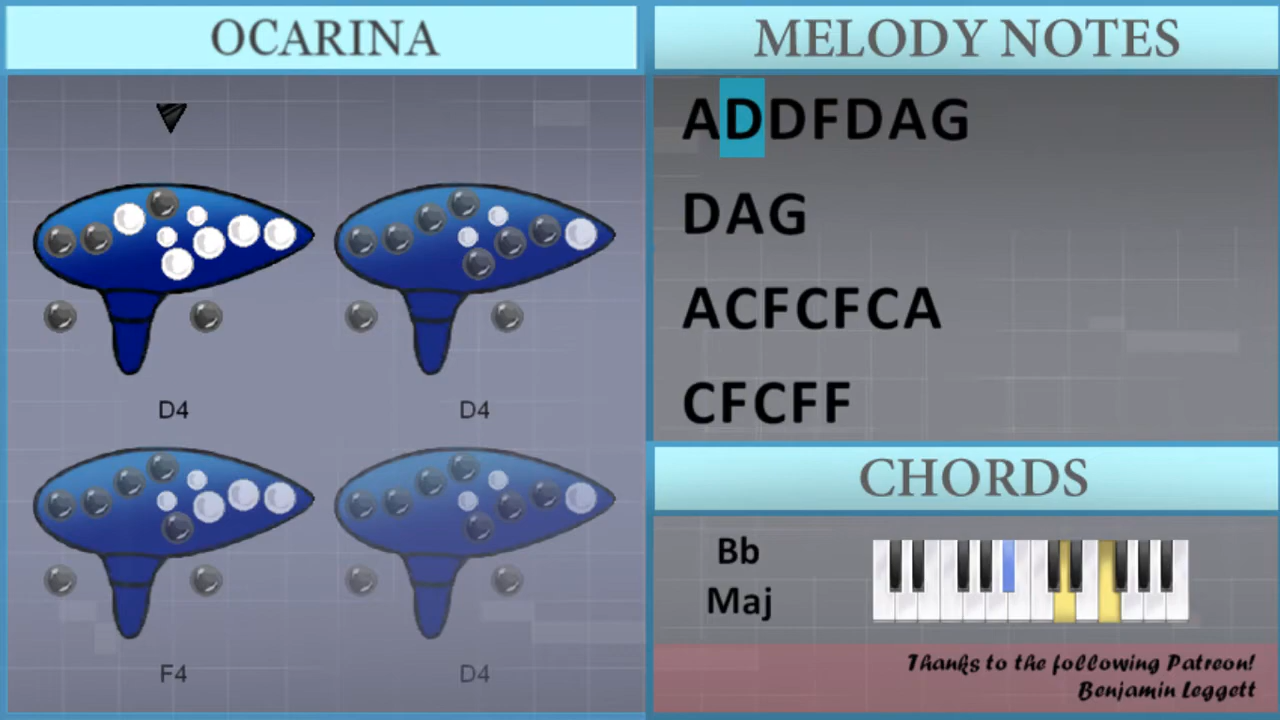 OCARINA
D4
D4
F4
D4
MELODY NOTES
ADDFDAG
DAG
ACFCFCA
CFCFF
CHORDS
Bb
Maj
Thanks to the following Patreon!
Benjamin Leggett